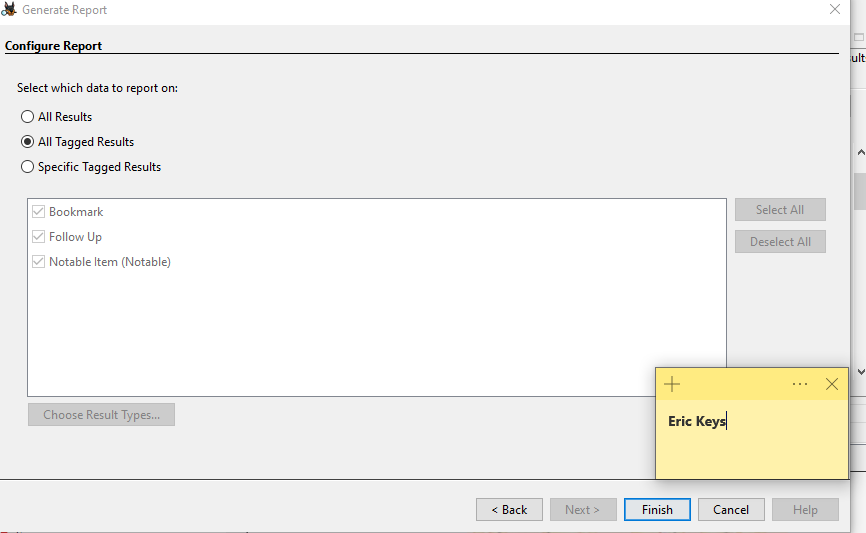 Generate Report
Configure Report
Select which data to report on:
All Results
All Tagged Results
Specific Tagged Results
Bookmark
Follow Up
Notable Item (Notable)
Select All
Deselect All
Choose Result Types...
Eric Keys
< Back
Next >
Finish
Cancel
Help